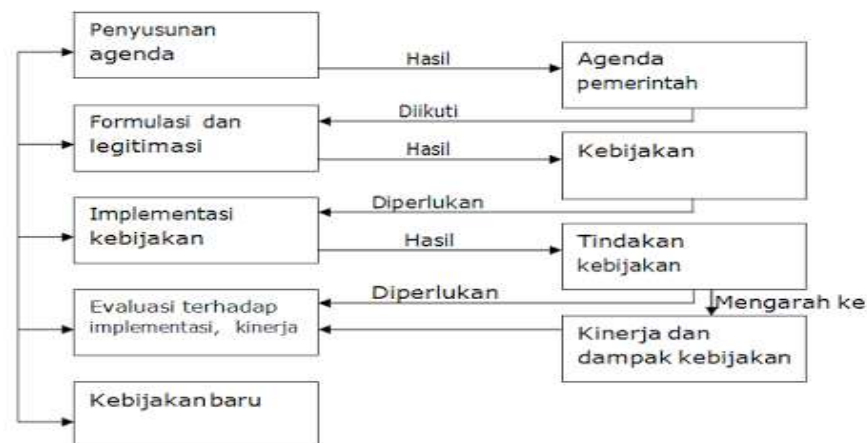 Penyusunan
agenda
Hasil
Agenda
pemerintah
Diikuti
Formulasi dan
legitimasi
Hasil
Kebijakan
Diperlukan
Implementasi
kebijakan
Hasil
Tindakan
kebijakan
Diperlukan
Mengarah ke
Evaluasi terhadap
implementasi, kinerja
Kinerja dan
dampak kebijakan
Kebijakan baru